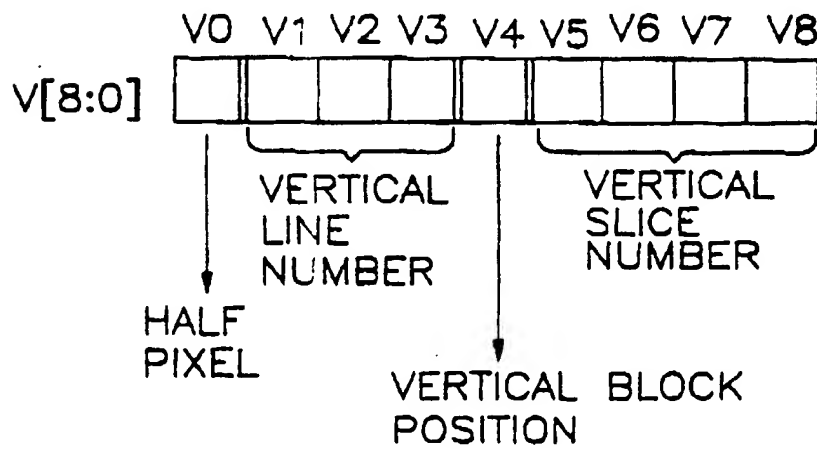 V0 V1 V2 V3 V4 V5 V6 V7 V8
V[8:0]
VERTICAL
LINE
NUMBER
VERTICAL
SLICE
NUMBER
HALF
PIXEL
VERTICAL BLOCK
POSITION